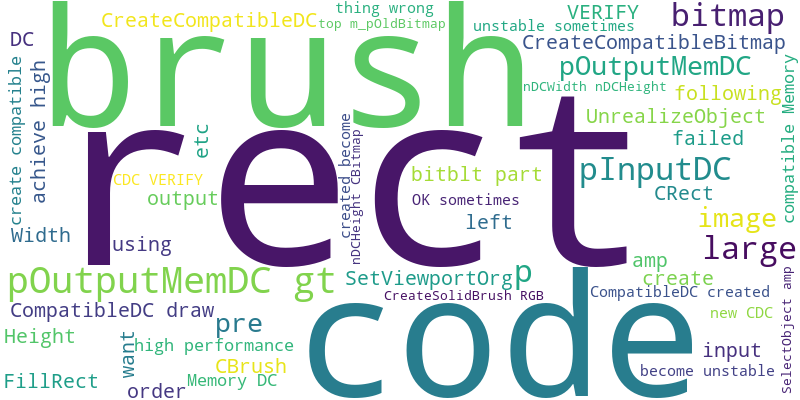 thing wrong
VERIFY
bitmap
CreateCompatibleDC
top m_pOldBitmap
unstable sometimes
DC
brush
CreateCompatibleBitmap
pOutputMemDC
nDCWidth nDCHeight
following
create compatible
achieve high
compatible Memory
UnrealizeObject
etc
rect
failed
created become
nDCHeight CBitmap
bitblt part
pInputDC
CDC VERIFY
output
OK sometimes
CRect
left
image
Width
using
large
pOutputMemDC gt
SetViewportOrg
p
amp
create
CreateSolidBrush RGB
CompatibleDC created
CompatibleDC draw
code
new CDC
pre
Height
want
high performance
input
SelectObject amp
CBrush
become unstable
FillRect
Memory DC
order